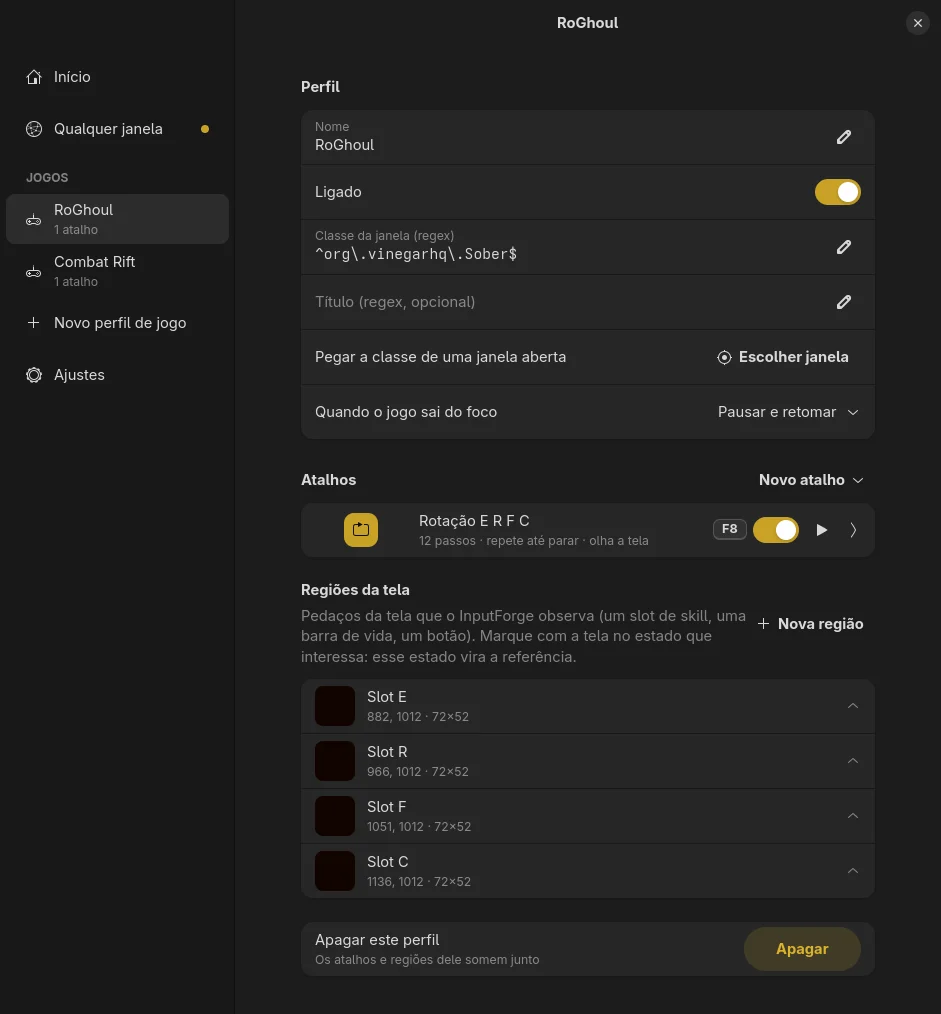 RoGhoul
Início
Qualquer janela
JOGOS
RoGhoul
1 atalho
Combat Rift
1 atalho
Novo perfil de jogo
Ajustes
Perfil
Nome
RoGhoul
Ligado
Classe da janela (regex)
^org\.vinegarhq\.Sober$
Título (regex, opcional)
Pegar a classe de uma janela aberta
Escolher janela
Quando o jogo sai do foco
Pausar e retomar
Atalhos
Novo atalho
Rotação E R F C
12 passos · repete até parar · olha a tela
F8
Regiões da tela
Pedaços da tela que o InputForge observa (um slot de skill, uma
barra de vida, um botão). Marque com a tela no estado que
interessa: esse estado vira a referência.
Nova região
Slot E
882, 1012 · 72×52
Slot R
966, 1012 · 72×52
Slot F
1051, 1012 · 72×52
Slot C
1136, 1012 · 72×52
Apagar este perfil
Os atalhos e regiões dele somem junto
Apagar